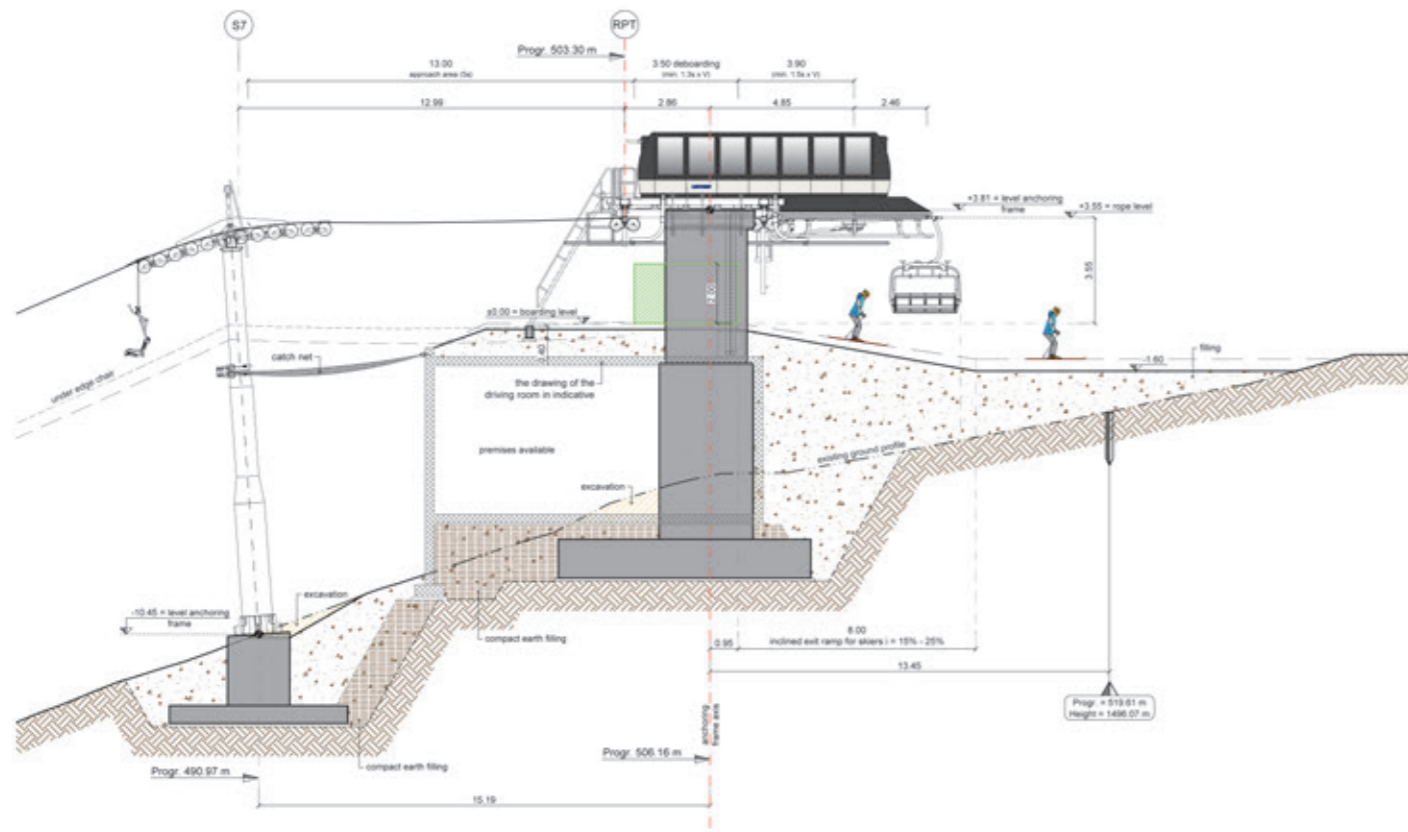 S7
RPT
Progr. 503.30 m
13.00
approach area (5s)
3.50 deboarding
(min. 1.3s x V)
3.90
(min. 1.5s x V)
12.99
2.86
4.85
2.46
+3.81 = level anchoring
frame
+3.55 = rope level
3.55
2.00
±0.00 = boarding level
.40
catch net
under edge chair
the drawing of the
driving room in indicative
-1.60
filling
premises available
existing ground profile
excavation
excavation
-10.45 = level anchoring
frame
compact earth filling
0.95
8.00
inclined exit ramp for skiers i = 15% - 25%
13.45
Progr. = 519.61 m
Height = 1496.07 m
anchoring
frame axis
Progr. 506.16 m
compact earth filling
Progr. 490.97 m
15.19